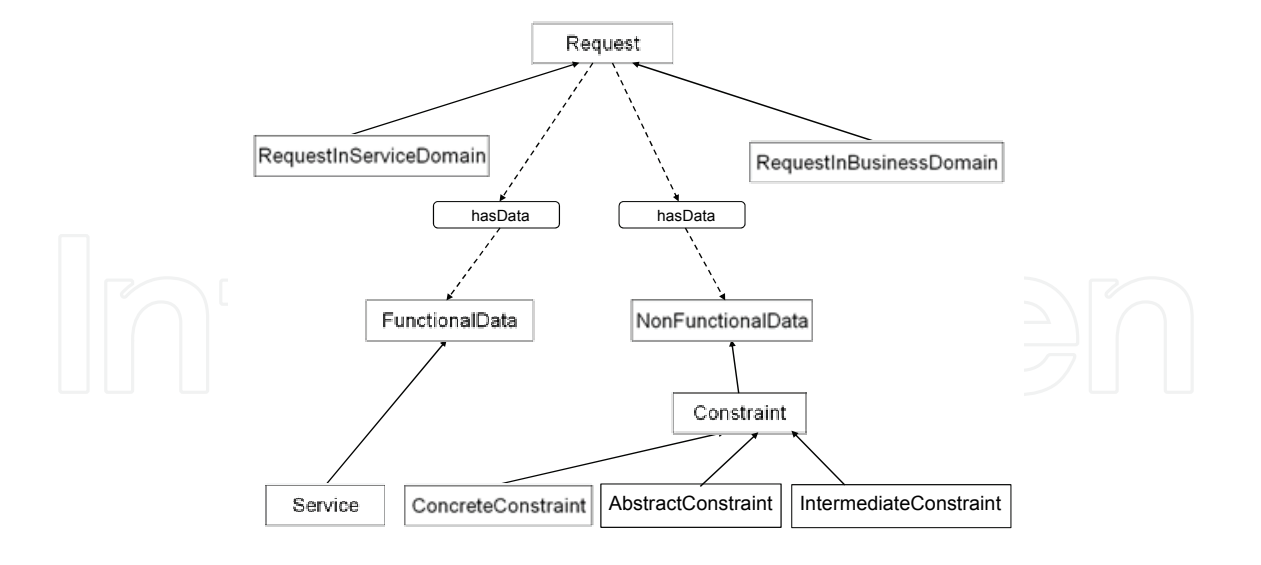 Request
RequestInServiceDomain
RequestInBusinessDomain
hasData
hasData
FunctionalData
NonFunctionalData
Constraint
Service
ConcreteConstraint
AbstractConstraint
IntermediateConstraint